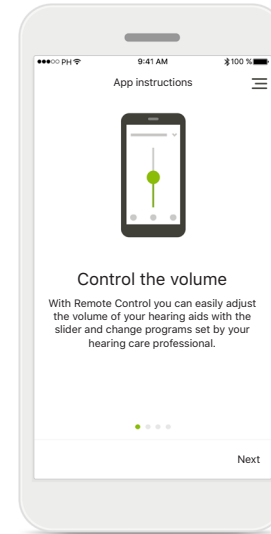 ●●●○○ PH 9:41 AM 100 %
App instructions
Control the volume
With Remote Control you can easily adjust
the volume of your hearing aids with the
slider and change programs set by your
hearing care professional.
Next